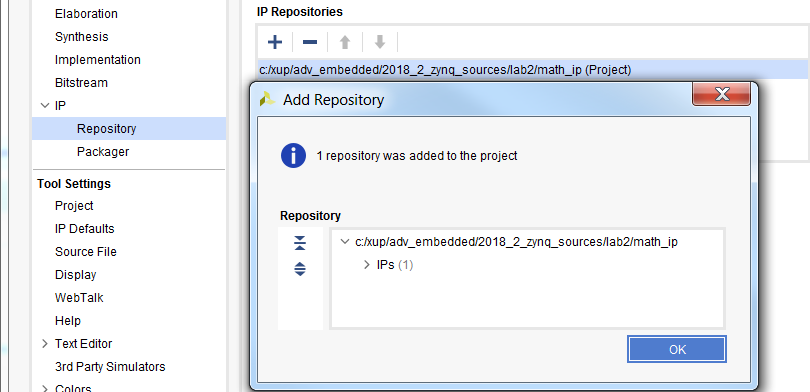 Elaboration
Synthesis
Implementation
Bitstream
IP
Repository
Packager
Tool Settings
Project
IP Defaults
Source File
Display
WebTalk
Help
Text Editor
3rd Party Simulators
Colors
IP Repositories
c:/xup/adv_embedded/2018_2_zynq_sources/lab2/math_ip (Project)
Add Repository
1 repository was added to the project
Repository
c:/xup/adv_embedded/2018_2_zynq_sources/lab2/math_ip
IPs (1)
OK